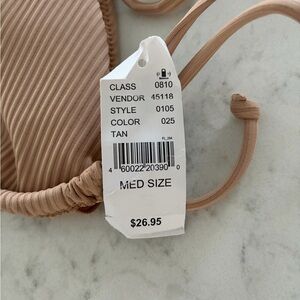 CLASS 0810
VENDOR 45118
STYLE 0105
COLOR 025
TAN
4 60022 20390 0
MED SIZE
$26.95